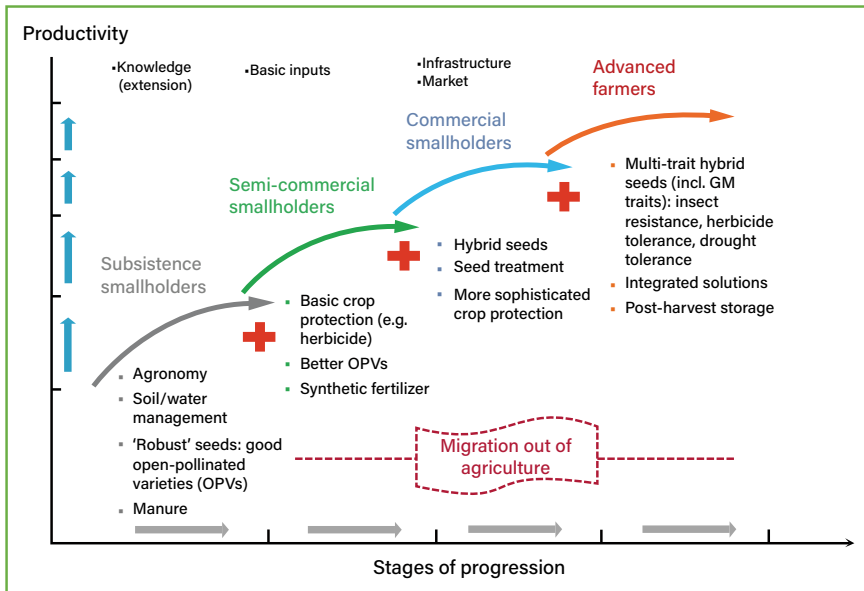 Productivity
▪Knowledge
(extension)
▪Basic inputs
▪Infrastructure
▪Market
Advanced
farmers
Commercial
smallholders
Semi-commercial
smallholders
Subsistence
smallholders
▪ Multi-trait hybrid
seeds (incl. GM
traits): insect
resistance, herbicide
tolerance, drought
tolerance
▪ Integrated solutions
▪ Post-harvest storage
▪ Hybrid seeds
▪ Seed treatment
▪ More sophisticated
crop protection
▪ Basic crop
protection (e.g.
herbicide)
▪ Better OPVs
▪ Synthetic fertilizer
▪ Agronomy
▪ Soil/water
management
▪ ‘Robust’ seeds: good
open-pollinated
varieties (OPVs)
▪ Manure
Migration out of
agriculture
Stages of progression